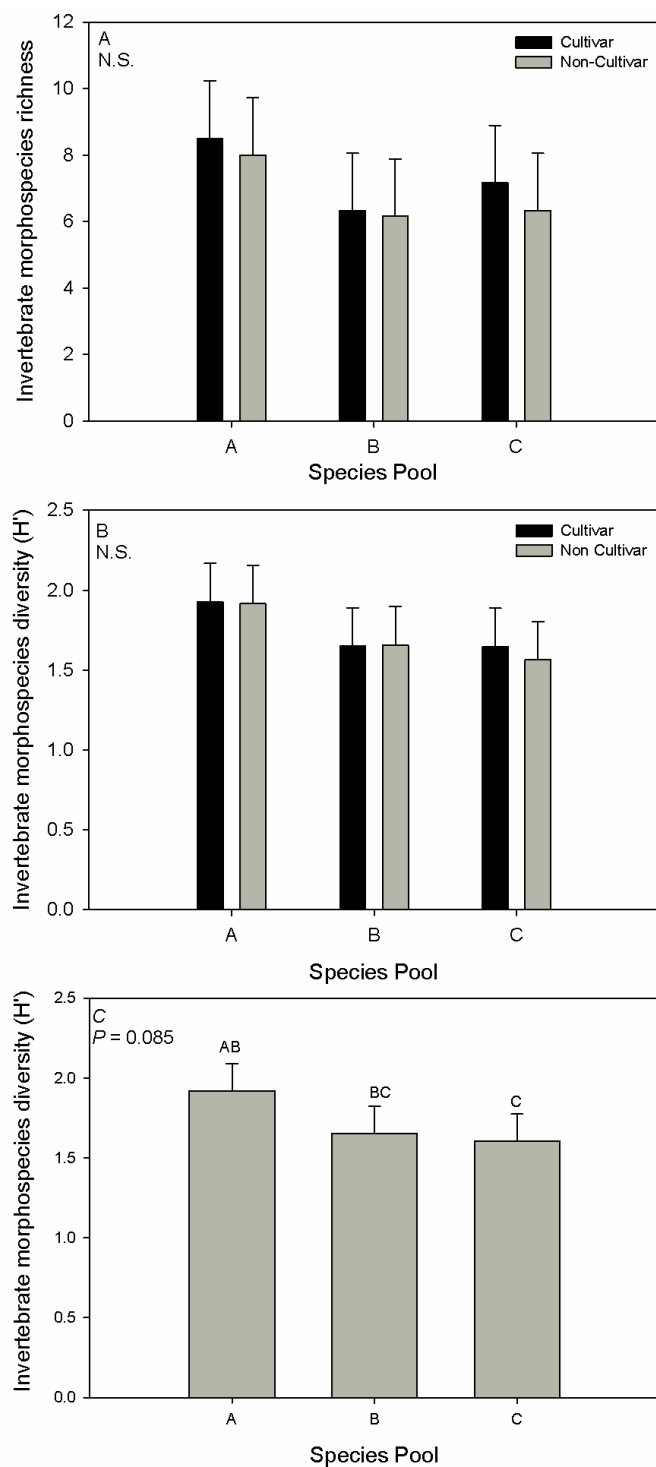 12
A
N.S.
Cultivar
Non-Cultivar
10
8
6
4
2
0
Invertebrate morphospecies richness
A B C
Species Pool
2.5
B
N.S.
Cultivar
Non Cultivar
2.0
1.5
1.0
0.5
0.0
Invertebrate morphospecies diversity (H')
A B C
Species Pool
2.5
C
P = 0.085
AB
BC
C
2.0
1.5
1.0
0.5
0.0
Invertebrate morphospecies diversity (H')
A B C
Species Pool